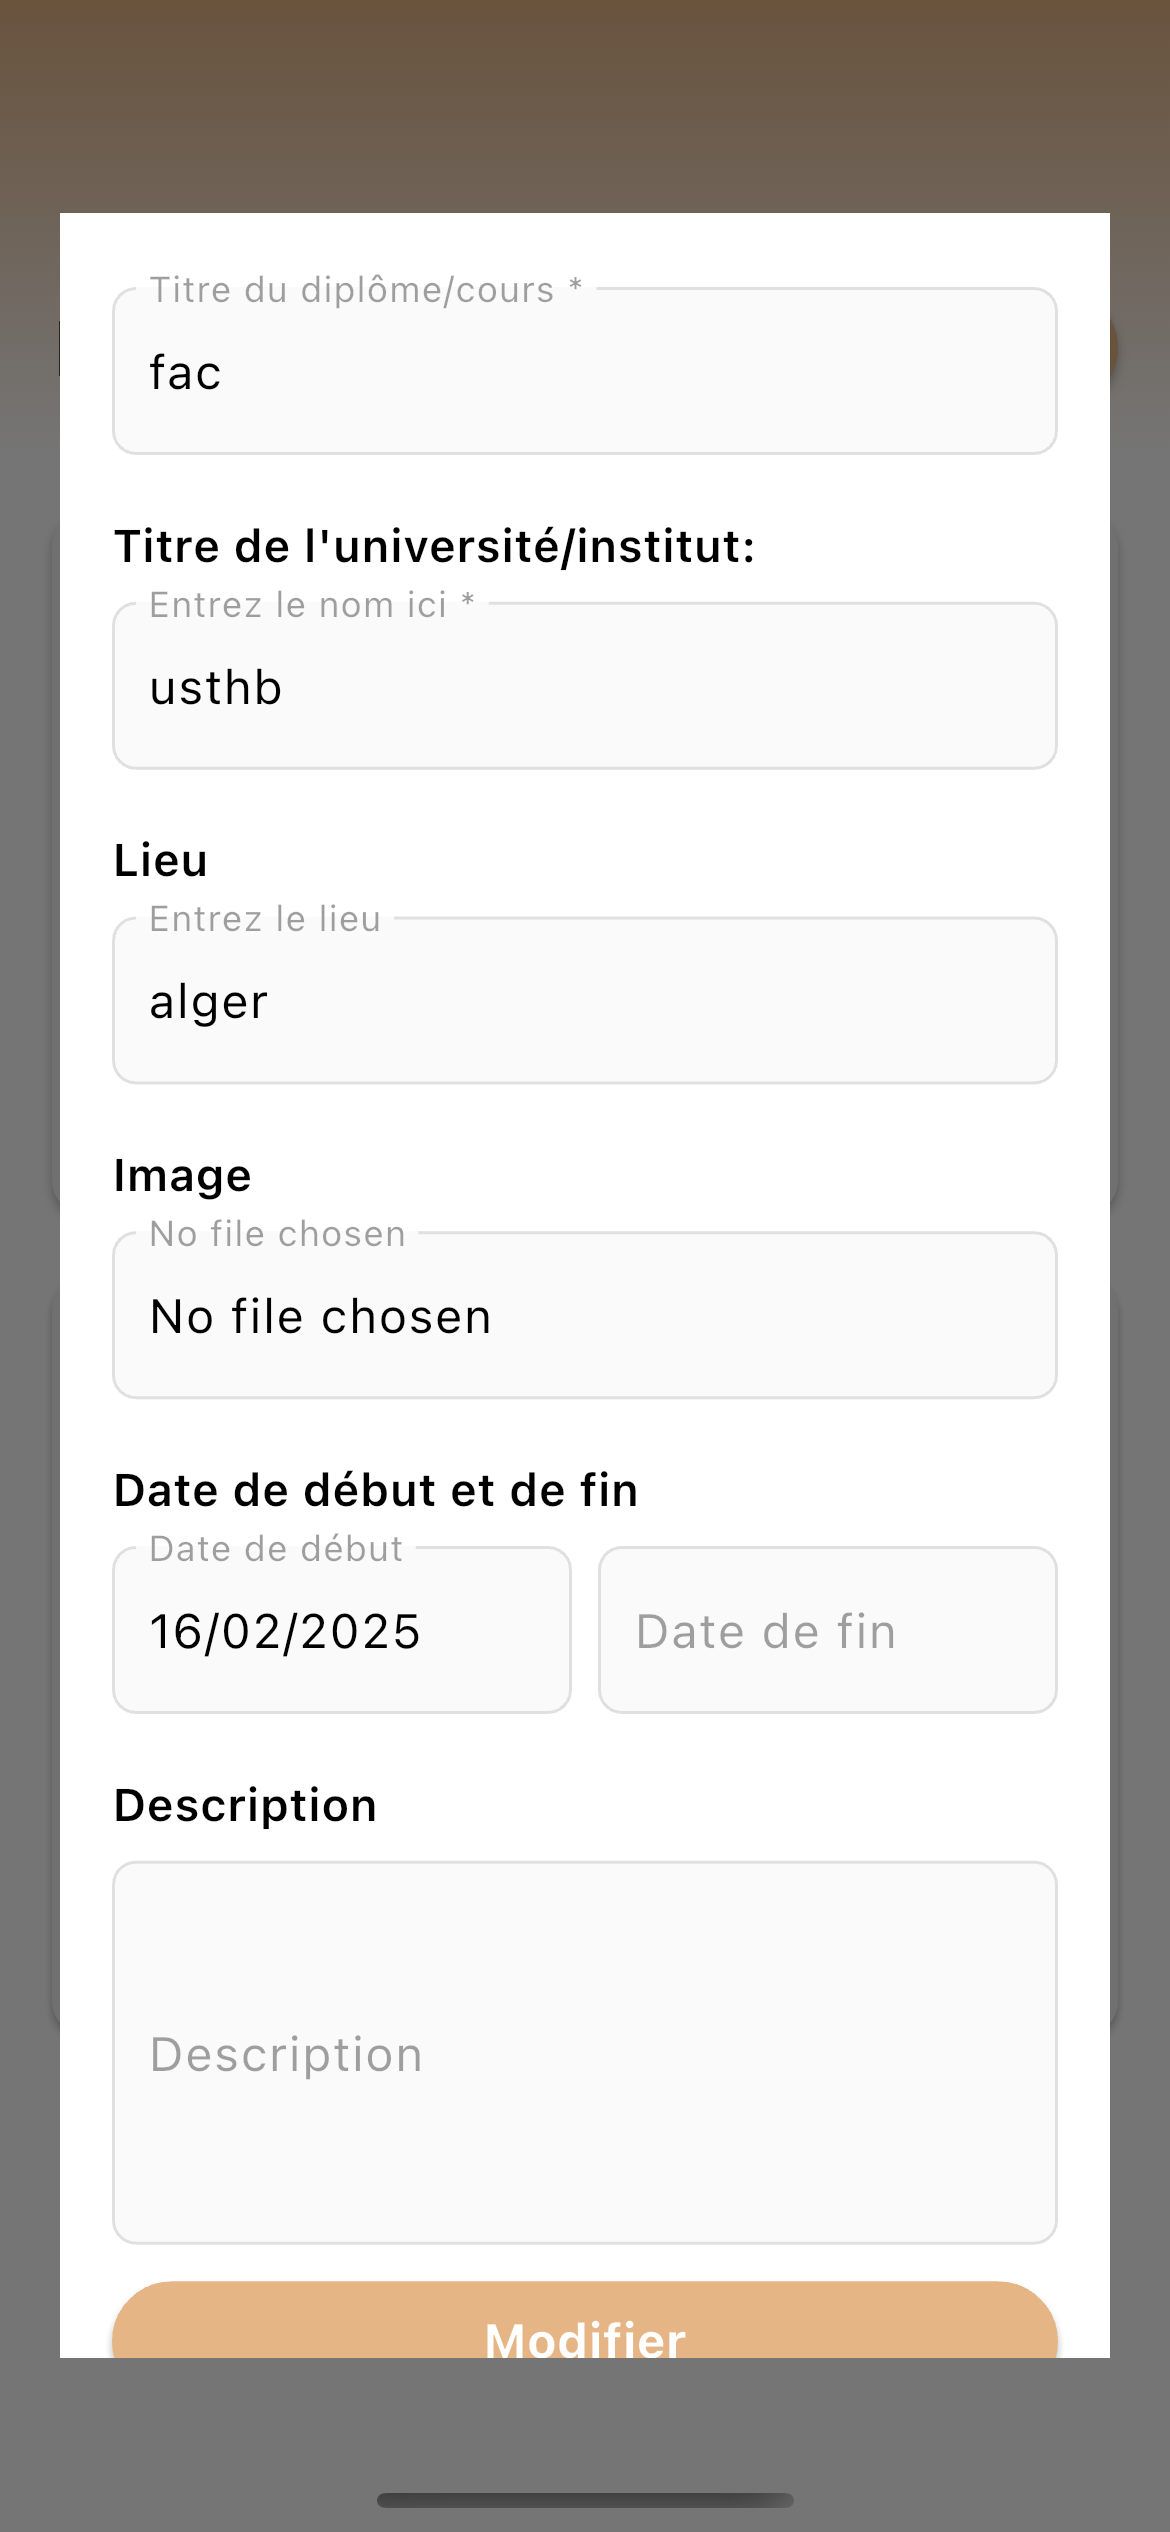 Titre du diplôme/cours *
fac
Titre de l'université/institut:
Entrez le nom ici *
usthb
Lieu
Entrez le lieu
alger
Image
No file chosen
No file chosen
Date de début et de fin
Date de début
16/02/2025
Date de fin
Description
Description
Modifier